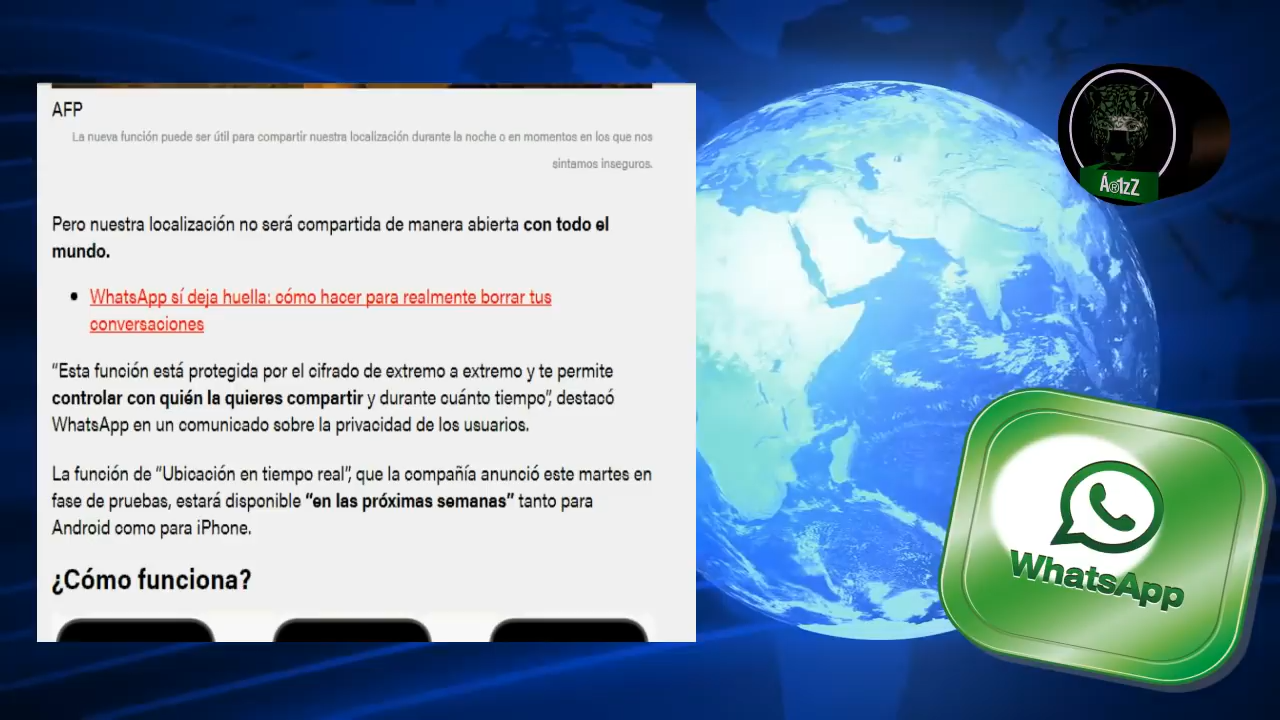 AFP
La nueva función puede ser útil para compartir nuestra localización durante la noche o en momentos en los que nos
sintamos inseguros.
Pero nuestra localización no será compartida de manera abierta con todo el
mundo.
WhatsApp sí deja huella: cómo hacer para realmente borrar tus
conversaciones
“Esta función está protegida por el cifrado de extremo a extremo y te permite
controlar con quién la quieres compartir y durante cuánto tiempo”, destacó
WhatsApp en un comunicado sobre la privacidad de los usuarios.
La función de “Ubicación en tiempo real”, que la compañía anunció este martes en
fase de pruebas, estará disponible “en las próximas semanas” tanto para
Android como para iPhone.
¿Cómo funciona?
Á®1zZ
WhatsApp